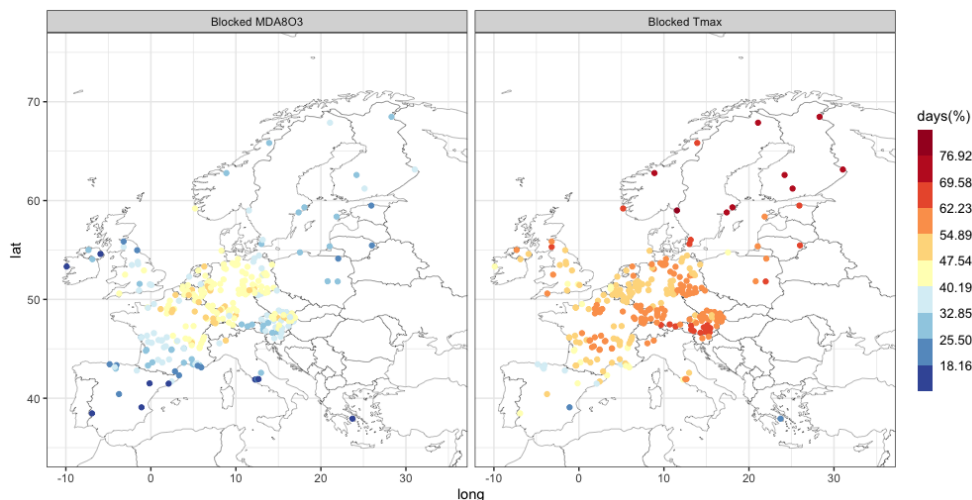 Blocked MDA8O3
Blocked Tmax
70
60
50
40
lat
-10 0 10 20 30
-10 0 10 20 30
long
days(%)
76.92
69.58
62.23
54.89
47.54
40.19
32.85
25.50
18.16